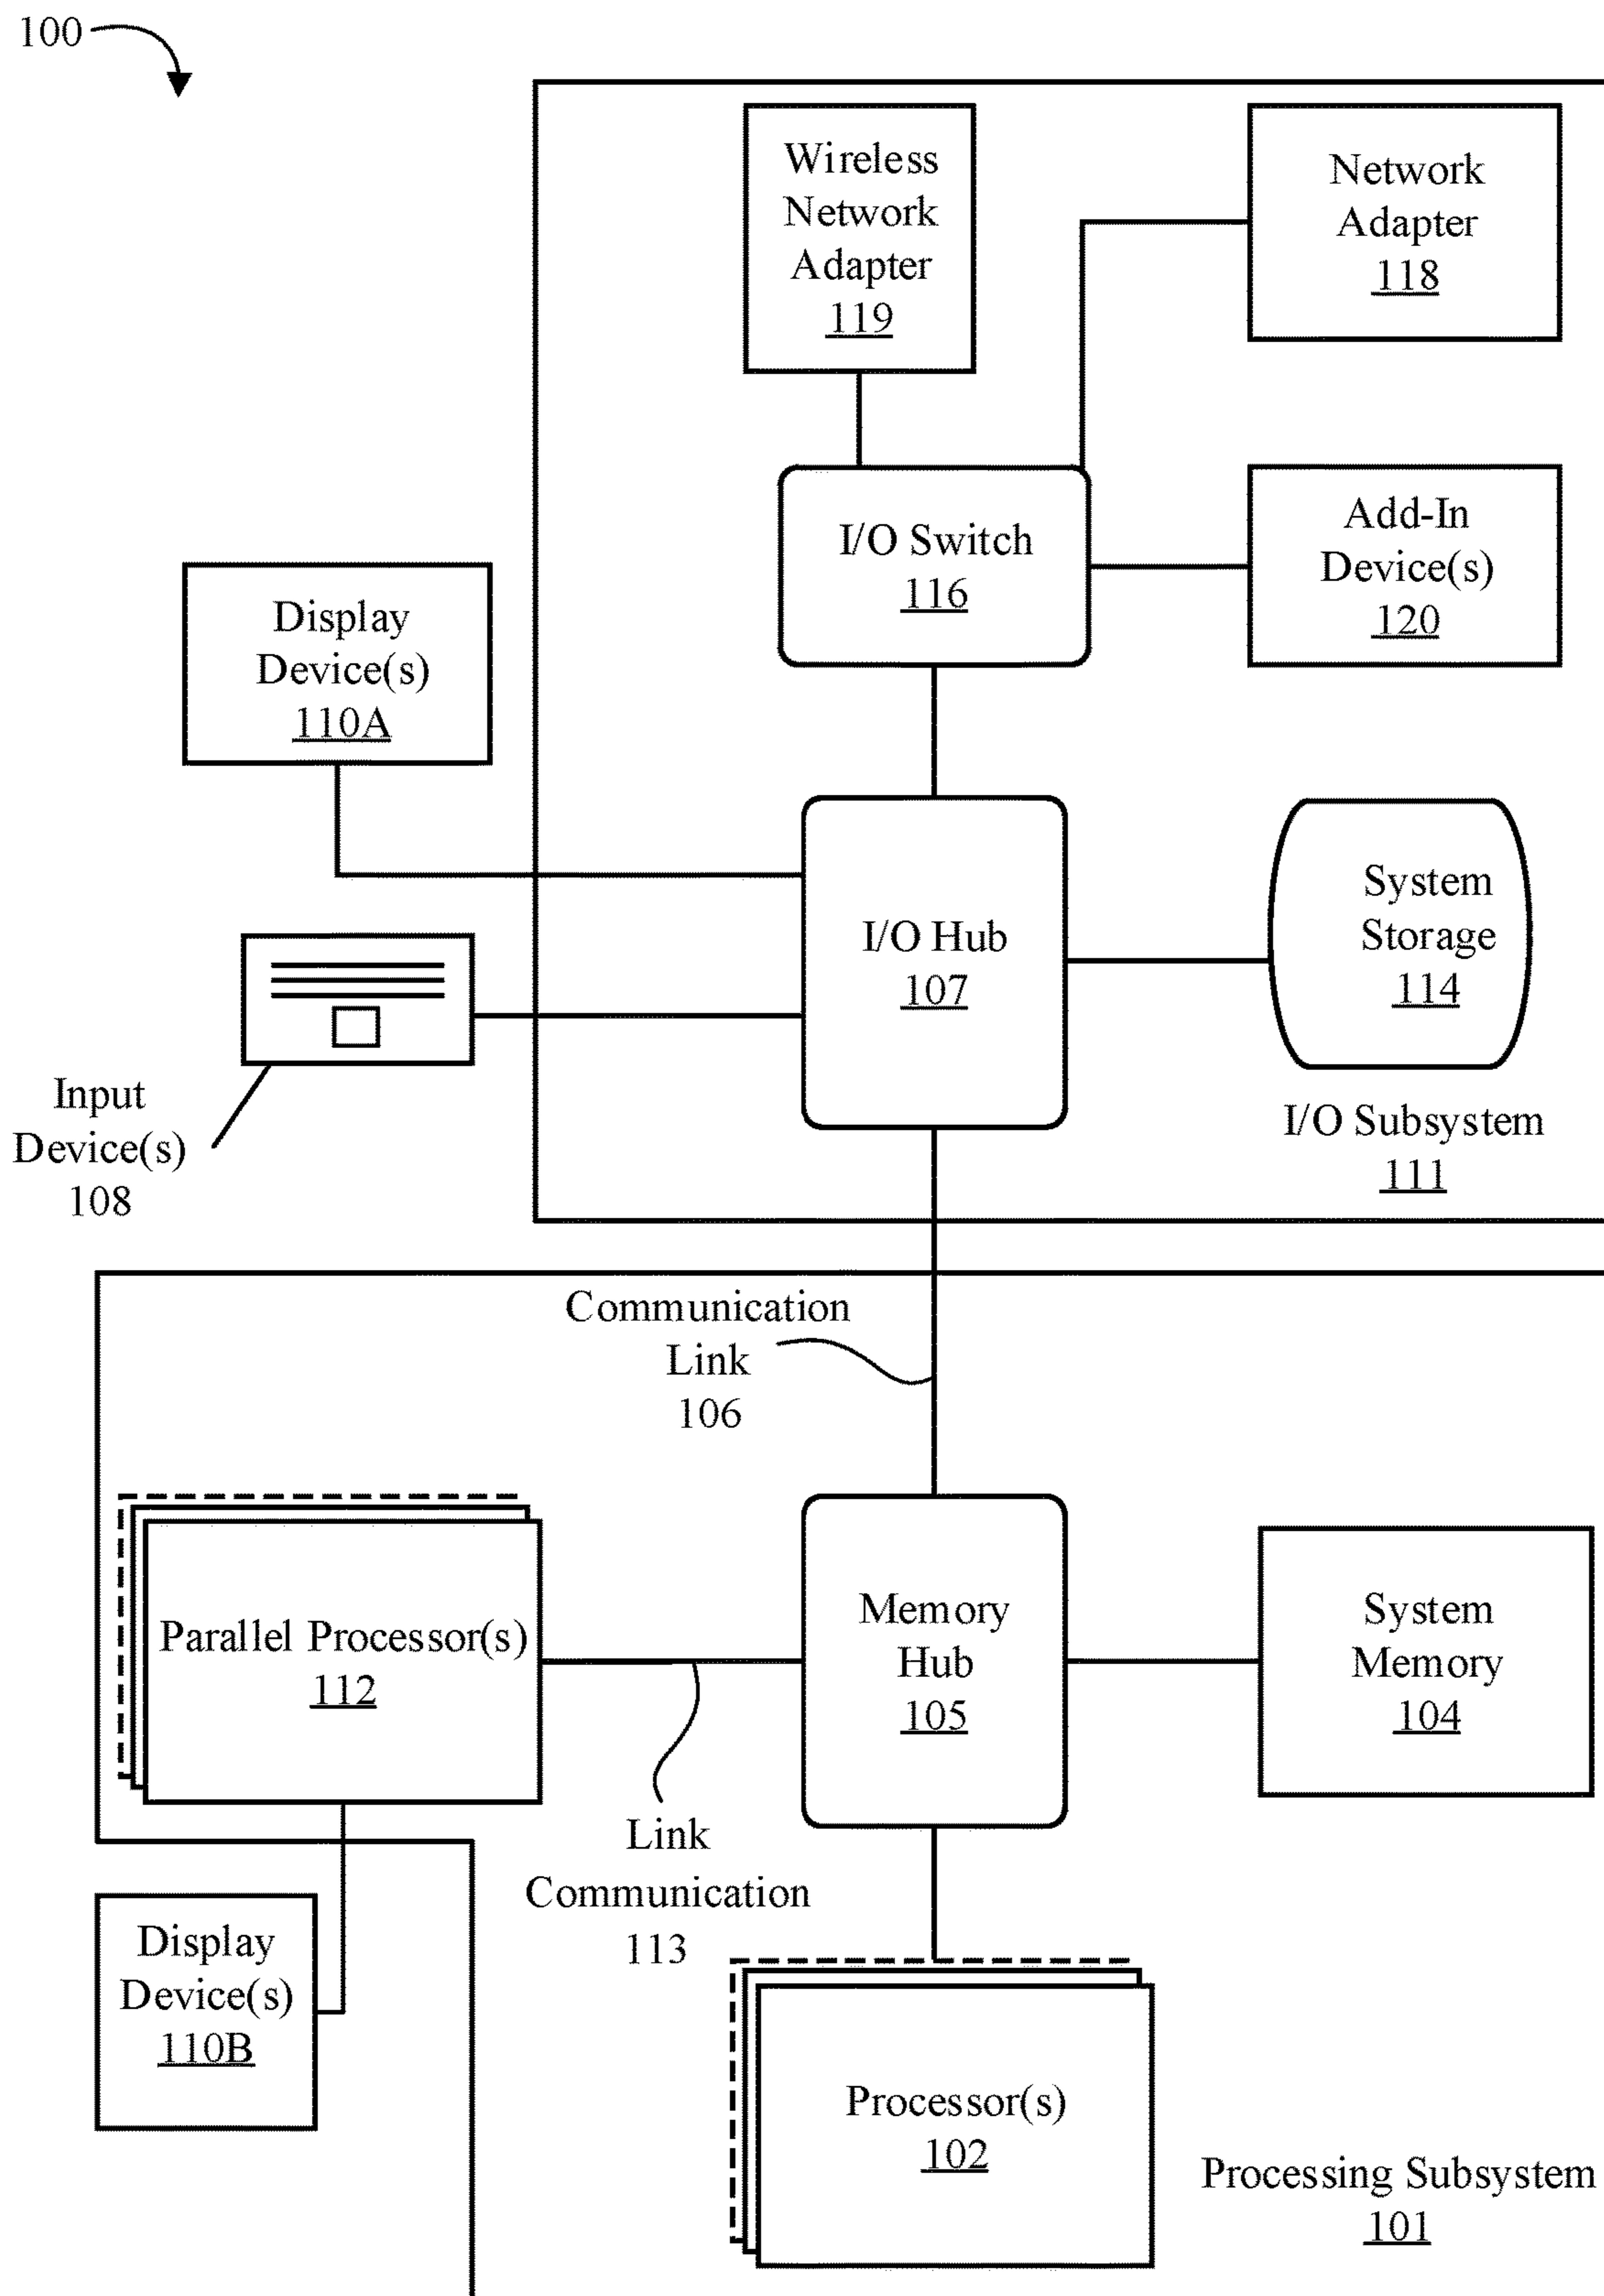 100
Wireless
Network
Adapter
119
Network
Adapter
118
I/O Switch
116
Add-In
Device(s)
120
Display
Device(s)
110A
I/O Hub
107
System
Storage
114
Input
Device(s)
108
I/O Subsystem
111
Communication
Link
106
Parallel Processor(s)
112
Memory
Hub
105
System
Memory
104
Link
Communication
113
Display
Device(s)
110B
Processor(s)
102
Processing Subsystem
101